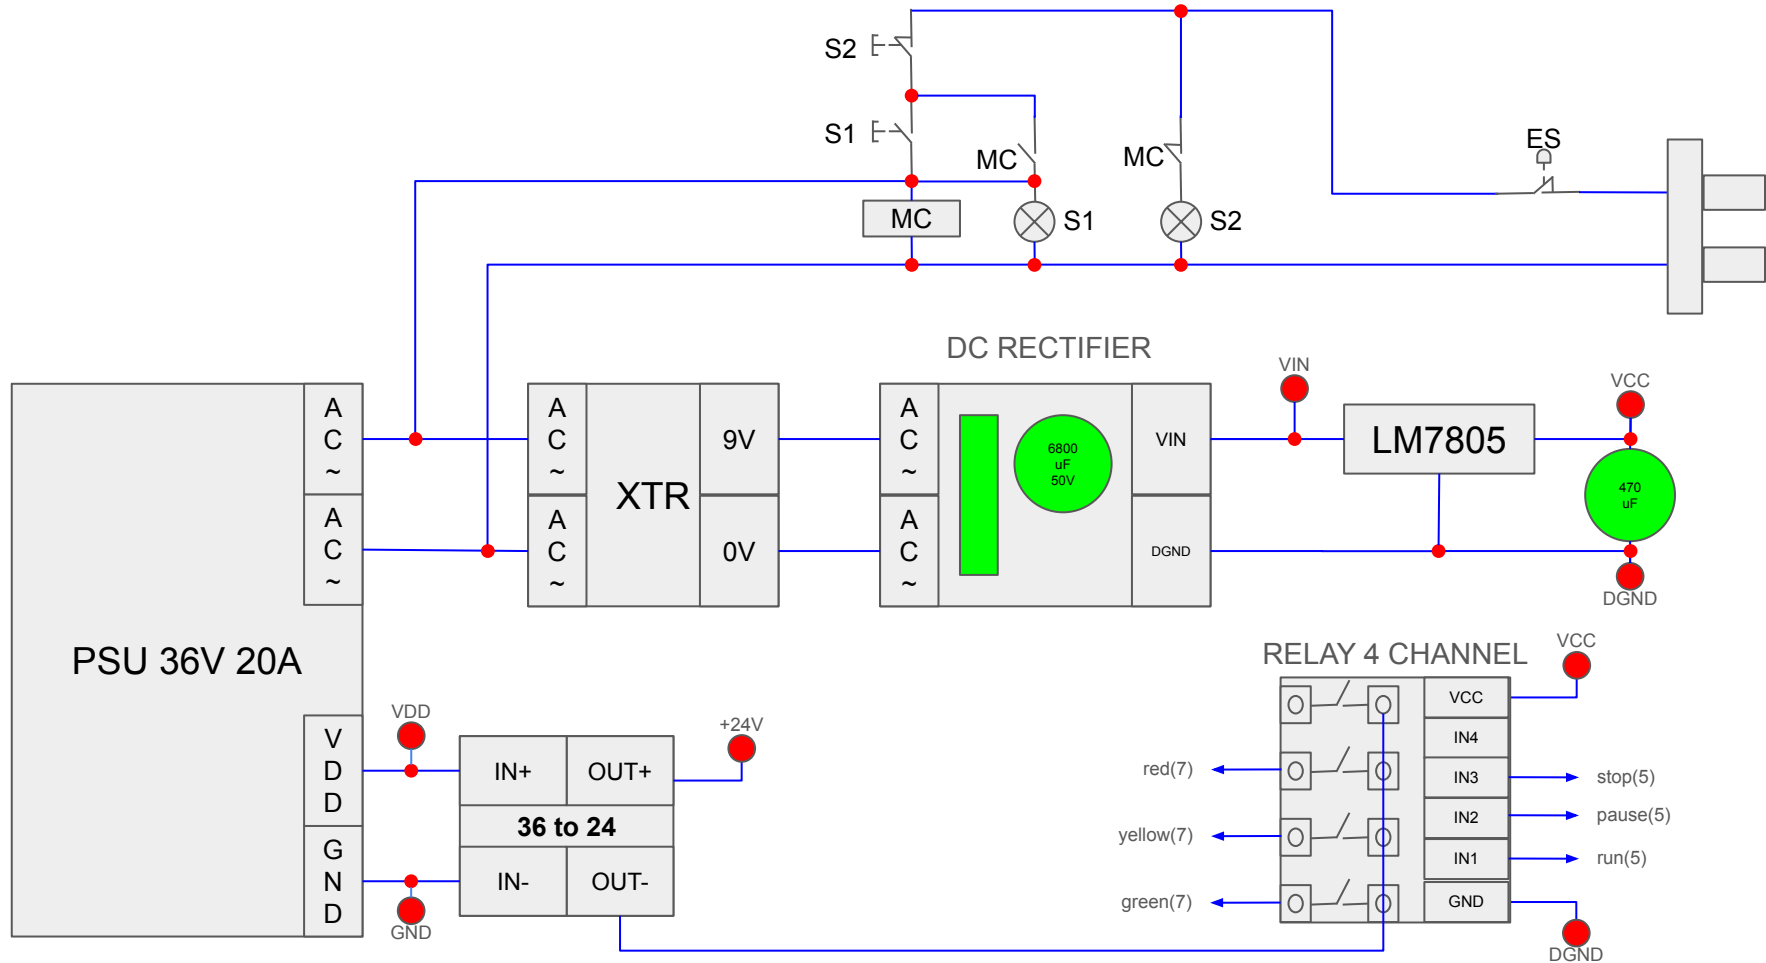 S2
S1
MC
MC
ES
MC
S1
S2
DC RECTIFIER
VIN
VCC
A
C
~
A
C
~
9V
A
C
~
6800
uF
50V
VIN
LM7805
XTR
470
uF
A
C
~
A
C
~
0V
A
C
~
DGND
DGND
PSU 36V 20A
RELAY 4 CHANNEL
VCC
VDD
+24V
V
D
D
IN+
OUT+
36 to 24
G
N
D
IN-
OUT-
GND
VCC
IN4
red(7)
IN3
stop(5)
yellow(7)
IN2
pause(5)
IN1
run(5)
green(7)
GND
DGND